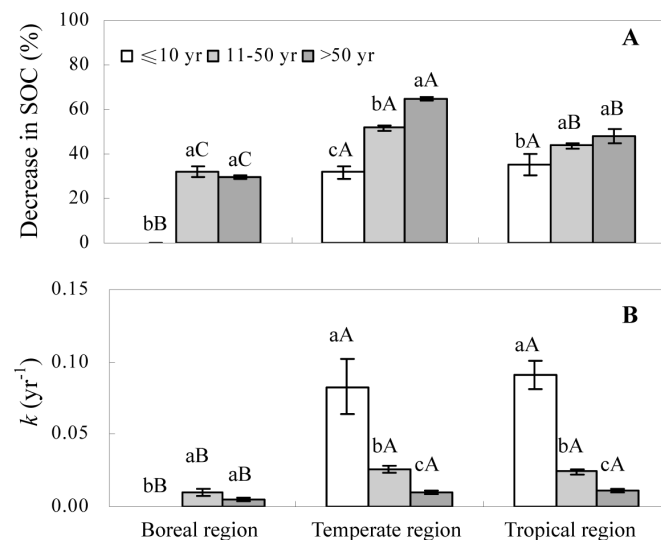 100
80
60
40
20
0
Decrease in SOC (%)
A
≤10 yr 11-50 yr >50 yr
bB aC aC cA bA aA bA aB aB
0.15
0.10
0.05
0.00
k (yr⁻¹)
B
bB aB aB aA bA cA aA bA cA
Boreal region Temperate region Tropical region